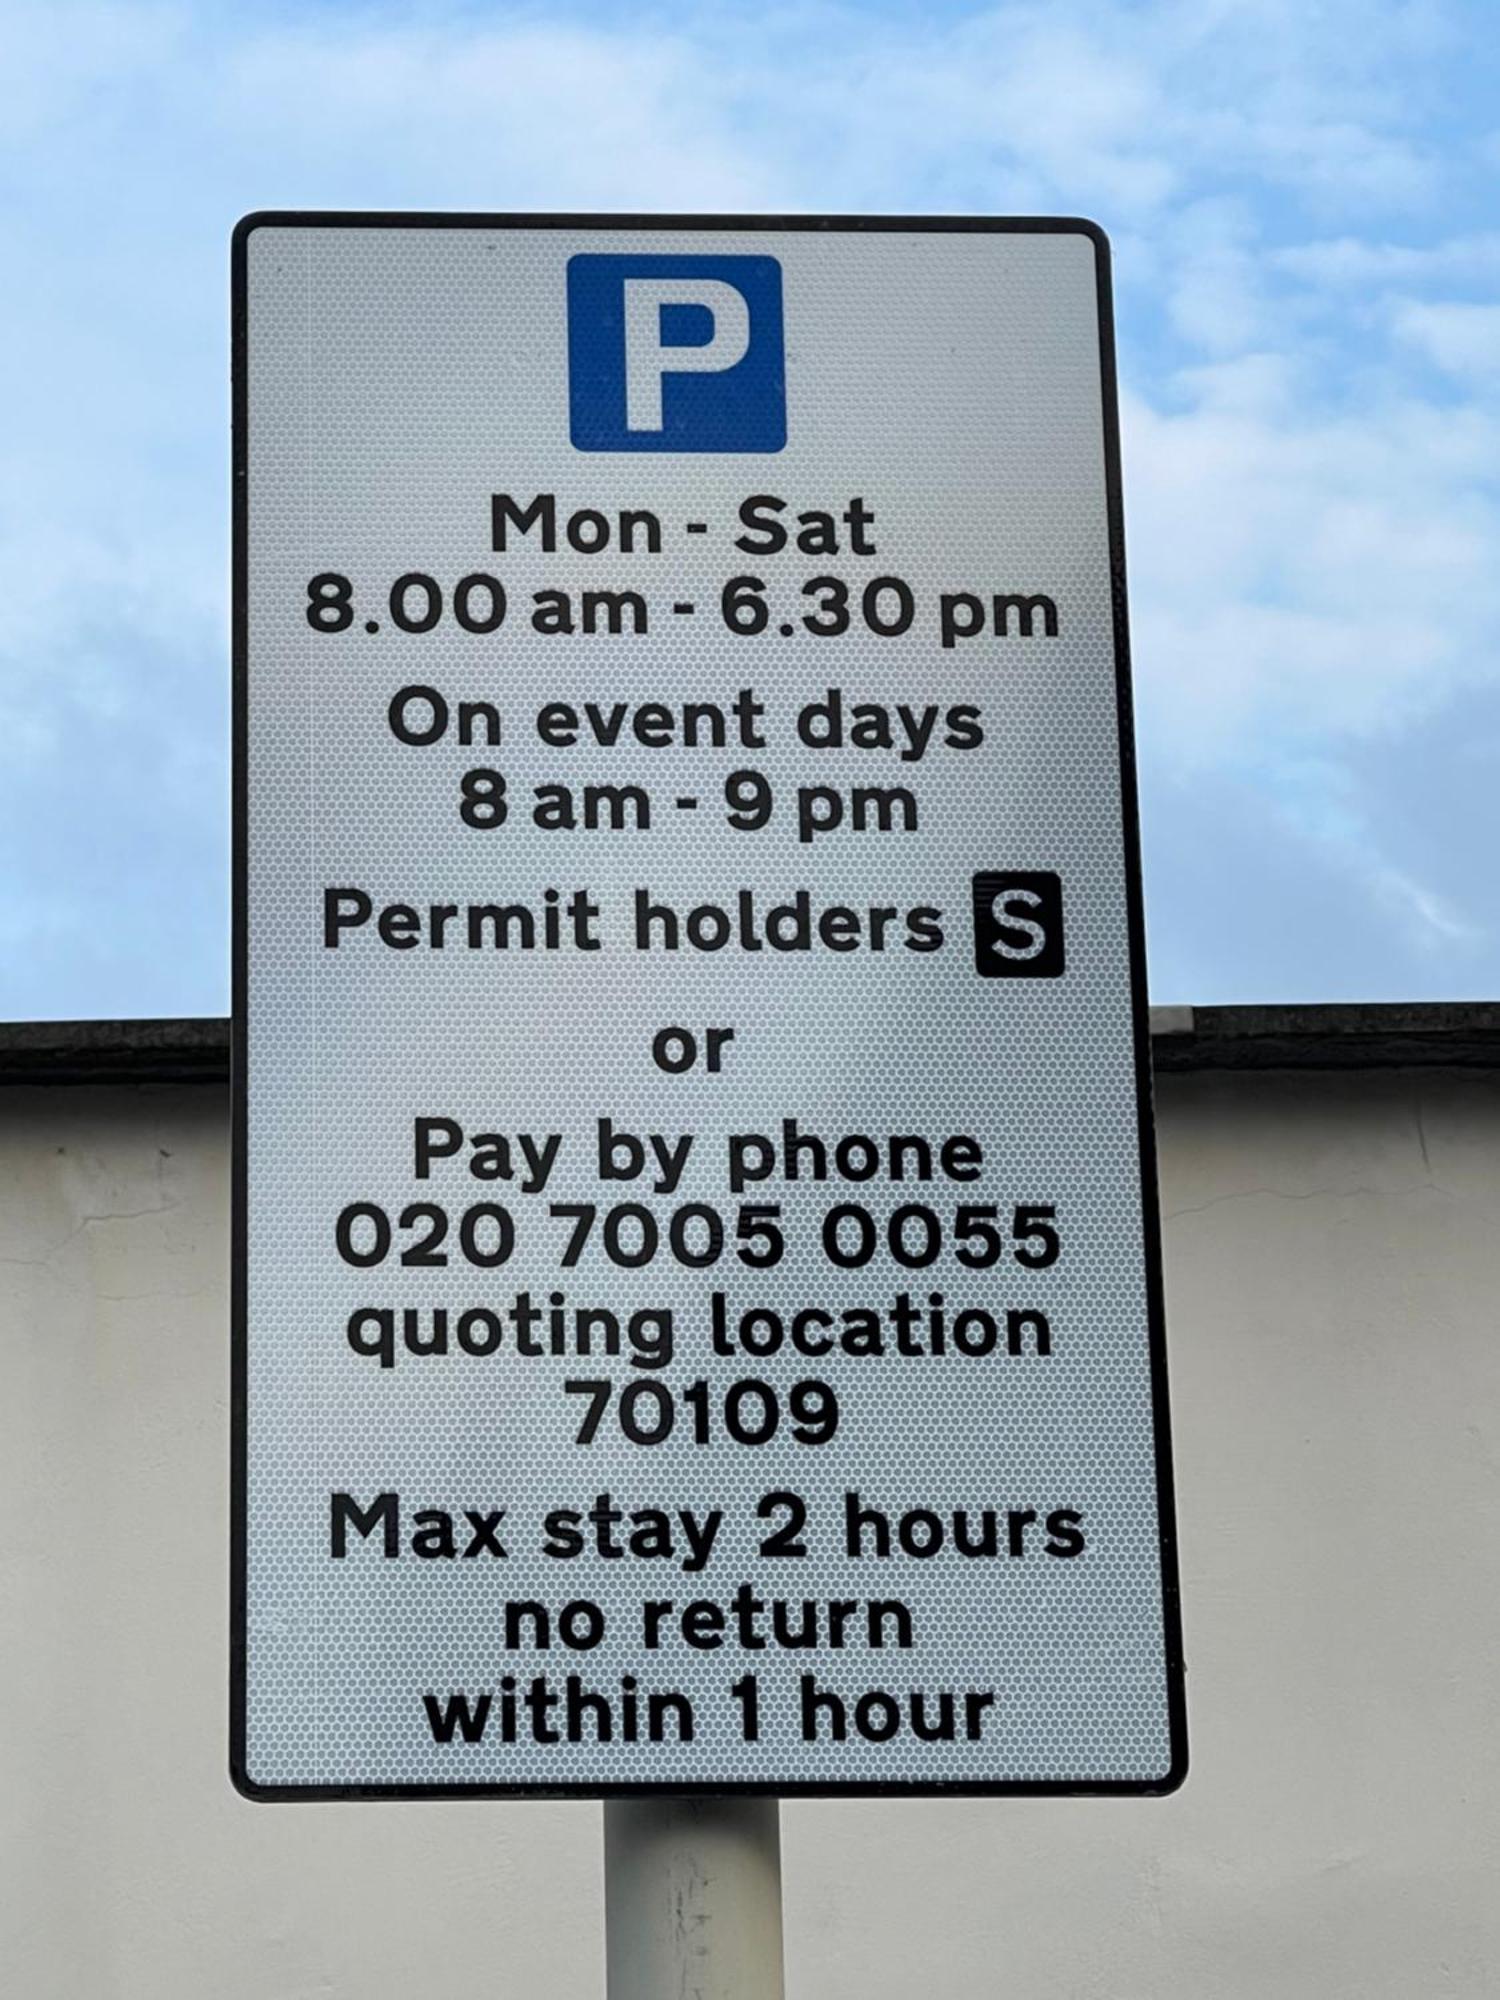 P
Mon - Sat
8.00 am - 6.30 pm
On event days
8 am - 9 pm
Permit holders S
or
Pay by phone
020 7005 0055
quoting location
70109
Max stay 2 hours
no return
within 1 hour